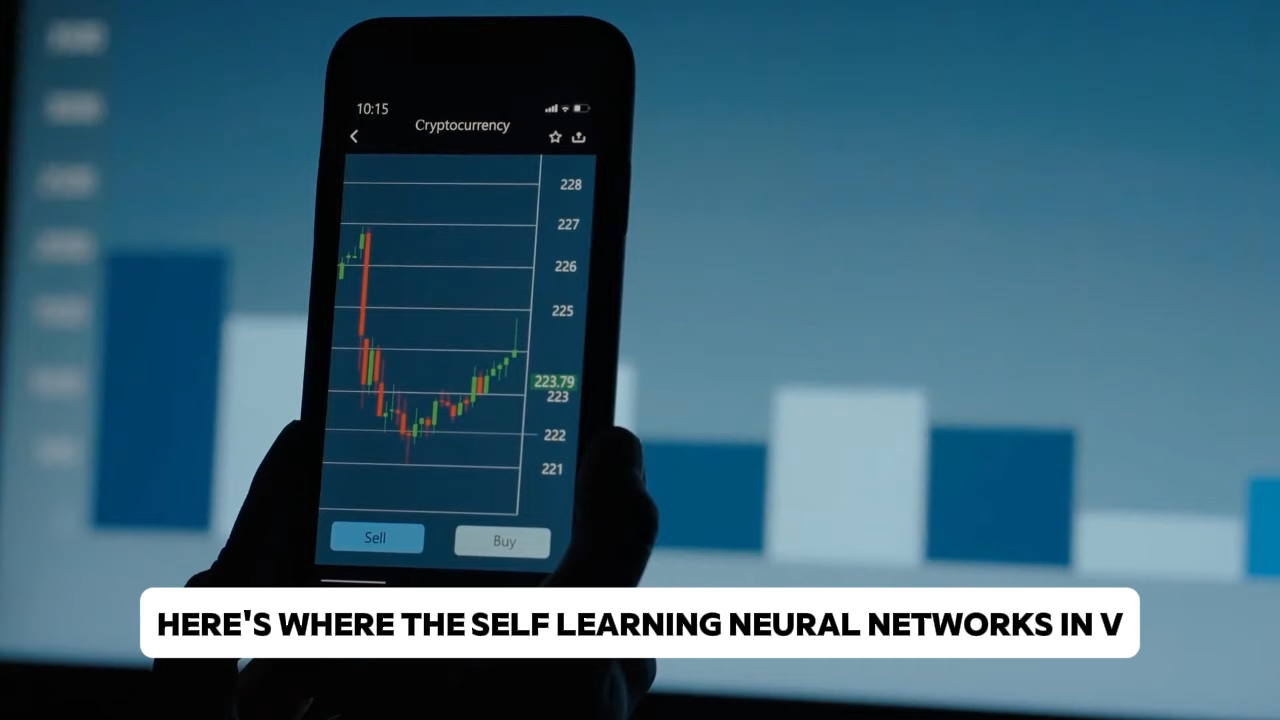 10:15
Cryptocurrency
228
227
226
225
223.79
223
222
221
Sell
Buy
HERE'S WHERE THE SELF LEARNING NEURAL NETWORKS IN V